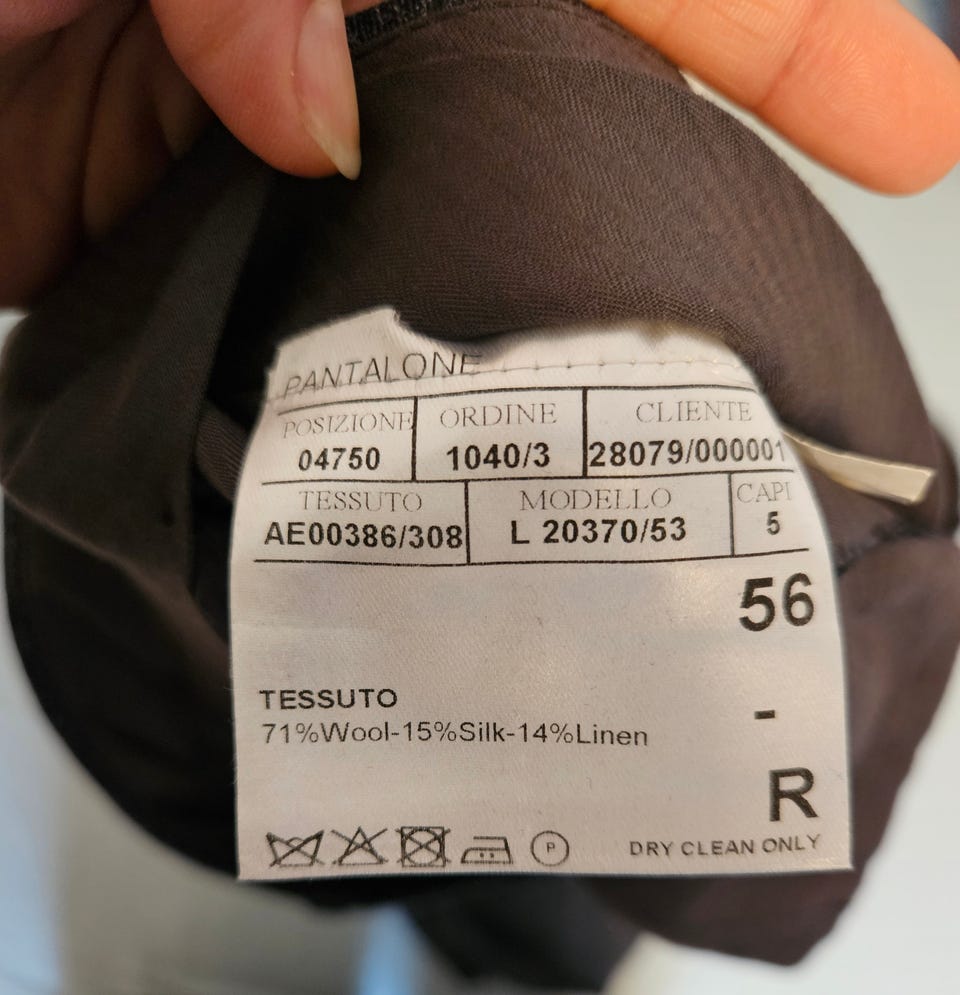 PANTALONE
POSIZIONE ORDINE CLIENTE
04750 1040/3 28079/000001
TESSUTO MODELLO CAPI
AE00386/308 L 20370/53 5
56
-
R
TESSUTO
71%Wool-15%Silk-14%Linen
P
DRY CLEAN ONLY